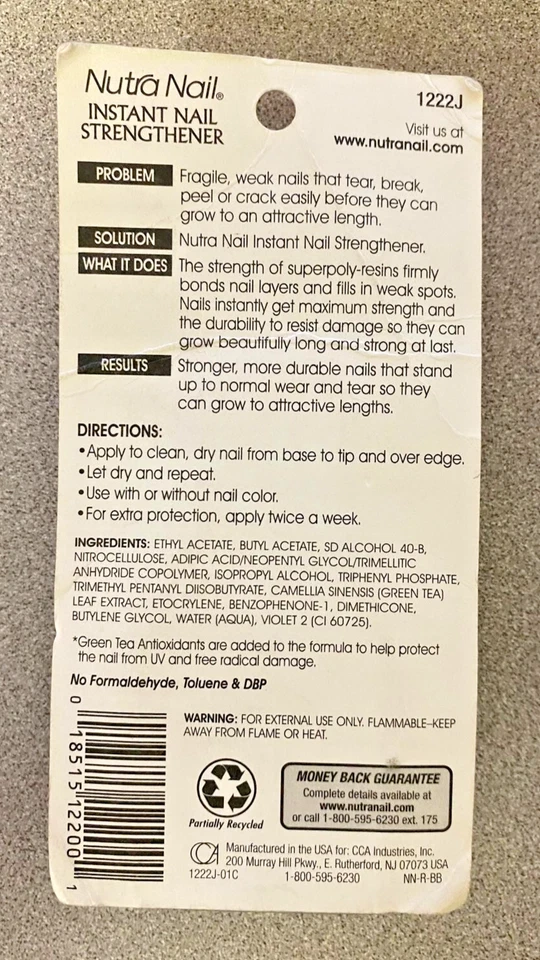 Nutra Nail®
INSTANT NAIL
STRENGTHENER
1222J
Visit us at
www.nutranail.com
PROBLEM Fragile, weak nails that tear, break,
peel or crack easily before they can
grow to an attractive length.
SOLUTION Nutra Nail Instant Nail Strengthener.
WHAT IT DOES The strength of superpoly-resins firmly
bonds nail layers and fills in weak spots.
Nails instantly get maximum strength and
the durability to resist damage so they can
grow beautifully long and strong at last.
RESULTS Stronger, more durable nails that stand
up to normal wear and tear so they
can grow to attractive lengths.
DIRECTIONS:
•Apply to clean, dry nail from base to tip and over edge.
•Let dry and repeat.
•Use with or without nail color.
•For extra protection, apply twice a week.
INGREDIENTS: ETHYL ACETATE, BUTYL ACETATE, SD ALCOHOL 40-B,
NITROCELLULOSE, ADIPIC ACID/NEOPENTYL GLYCOL/TRIMELLITIC
ANHYDRIDE COPOLYMER, ISOPROPYL ALCOHOL, TRIPHENYL PHOSPHATE,
TRIMETHYL PENTANYL DIISOBUTYRATE, CAMELLIA SINENSIS (GREEN TEA)
LEAF EXTRACT, ETOCRYLENE, BENZOPHENONE-1, DIMETHICONE,
BUTYLENE GLYCOL, WATER (AQUA), VIOLET 2 (CI 60725).
*Green Tea Antioxidants are added to the formula to help protect
the nail from UV and free radical damage.
No Formaldehyde, Toluene & DBP
0 18515 12200 1
WARNING: FOR EXTERNAL USE ONLY. FLAMMABLE–KEEP
AWAY FROM FLAME OR HEAT.
Partially Recycled
MONEY BACK GUARANTEE
Complete details available at
www.nutranail.com
or call 1-800-595-6230 ext. 175
CCA Manufactured in the USA for: CCA Industries, Inc.
200 Murray Hill Pkwy., E. Rutherford, NJ 07073 USA
1222J-01C 1-800-595-6230 NN-R-BB